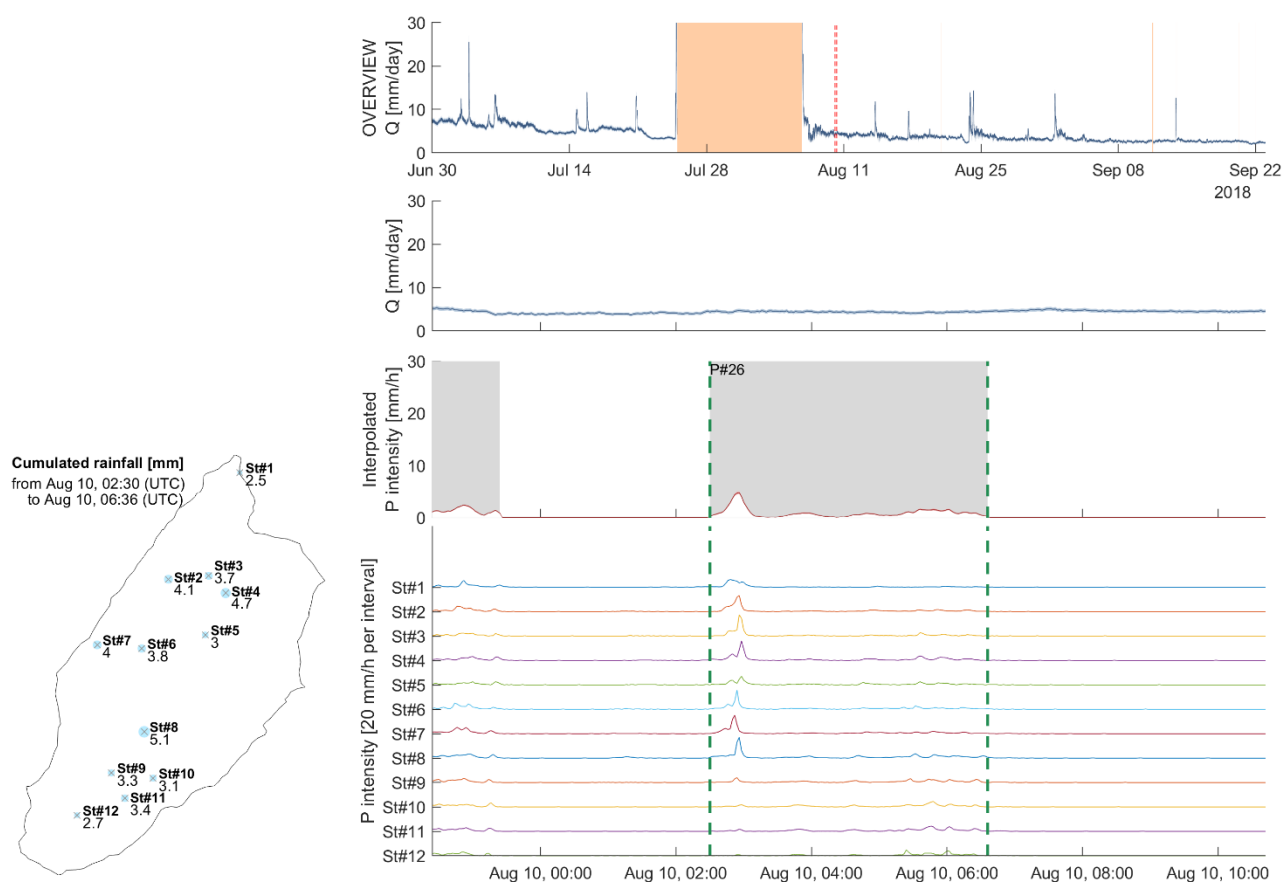 OVERVIEW
Q [mm/day]
30
20
10
0
Jun 30
Jul 14
Jul 28
Aug 11
Aug 25
Sep 08
Sep 22
2018
Q [mm/day]
30
20
10
0
Interpolated
P intensity [mm/h]
30
20
10
0
P#26
Cumulated rainfall [mm]
from Aug 10, 02:30 (UTC)
to Aug 10, 06:36 (UTC)
St#1
2.5
St#2
4.1
St#3
3.7
St#4
4.7
St#5
3
St#6
3.8
St#7
4
St#8
5.1
St#9
3.3
St#10
3.1
St#11
3.4
St#12
2.7
P intensity [20 mm/h per interval]
St#1
St#2
St#3
St#4
St#5
St#6
St#7
St#8
St#9
St#10
St#11
St#12
Aug 10, 00:00
Aug 10, 02:00
Aug 10, 04:00
Aug 10, 06:00
Aug 10, 08:00
Aug 10, 10:00